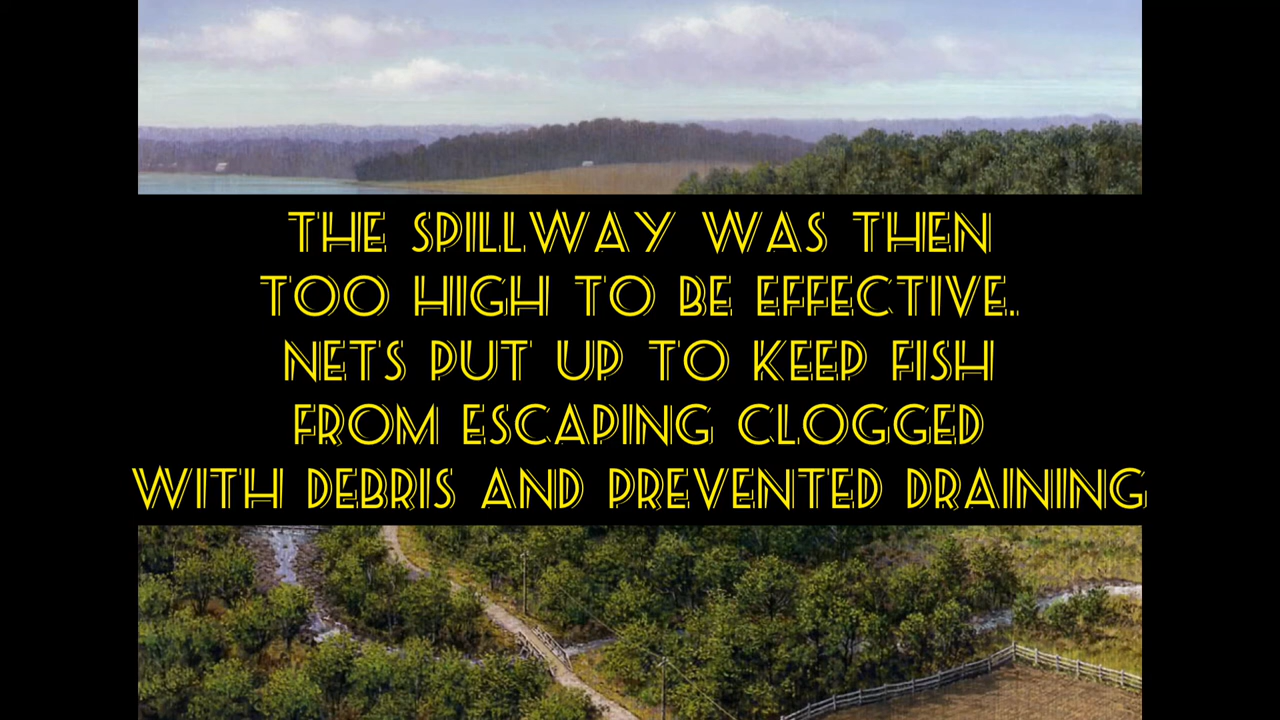 THE SPILLWAY WAS THEN
TOO HIGH TO BE EFFECTIVE.
NETS PUT UP TO KEEP FISH
FROM ESCAPING CLOGGED
WITH DEBRIS AND PREVENTED DRAINING